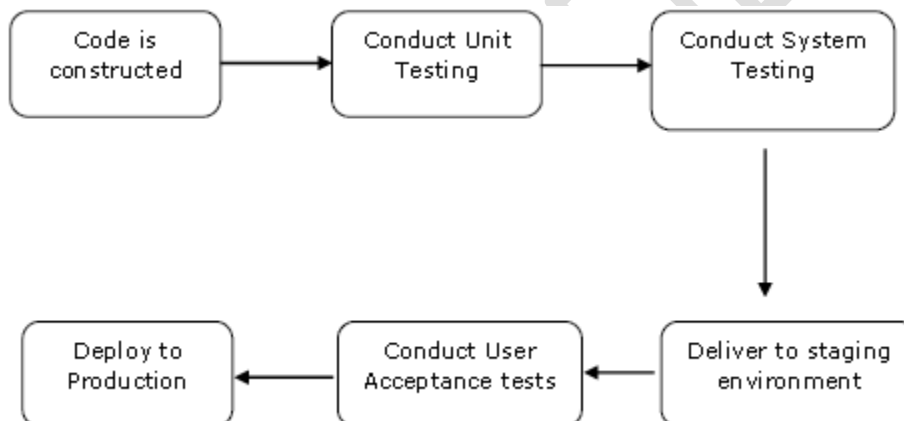 Code is
constructed
Conduct Unit
Testing
Conduct System
Testing
Deliver to staging
environment
Conduct User
Acceptance tests
Deploy to
Production